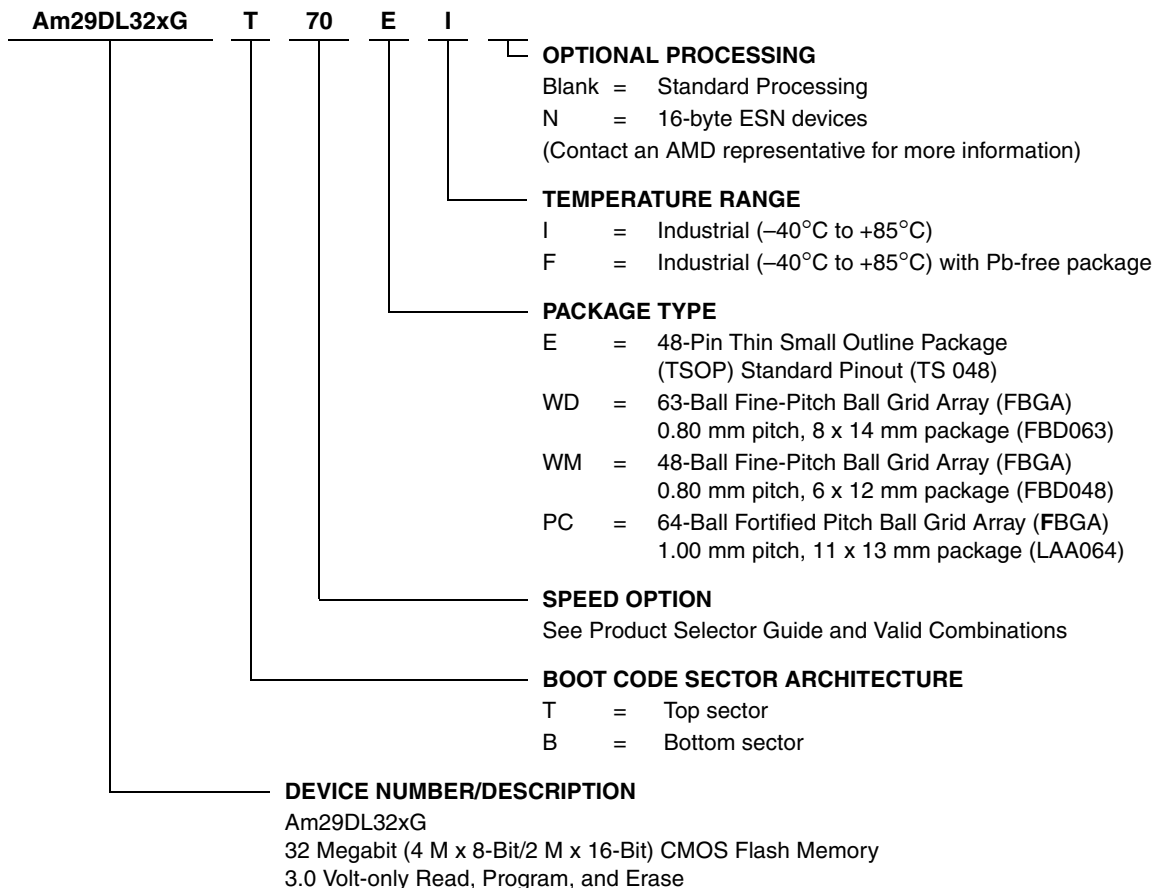 Am29DL32xG T 70 E I
OPTIONAL PROCESSING
Blank = Standard Processing
N = 16-byte ESN devices
(Contact an AMD representative for more information)
TEMPERATURE RANGE
I = Industrial (–40°C to +85°C)
F = Industrial (–40°C to +85°C) with Pb-free package
PACKAGE TYPE
E = 48-Pin Thin Small Outline Package
(TSOP) Standard Pinout (TS 048)
WD = 63-Ball Fine-Pitch Ball Grid Array (FBGA)
0.80 mm pitch, 8 x 14 mm package (FBD063)
WM = 48-Ball Fine-Pitch Ball Grid Array (FBGA)
0.80 mm pitch, 6 x 12 mm package (FBD048)
PC = 64-Ball Fortified Pitch Ball Grid Array (FBGA)
1.00 mm pitch, 11 x 13 mm package (LAA064)
SPEED OPTION
See Product Selector Guide and Valid Combinations
BOOT CODE SECTOR ARCHITECTURE
T = Top sector
B = Bottom sector
DEVICE NUMBER/DESCRIPTION
Am29DL32xG
32 Megabit (4 M x 8-Bit/2 M x 16-Bit) CMOS Flash Memory
3.0 Volt-only Read, Program, and Erase